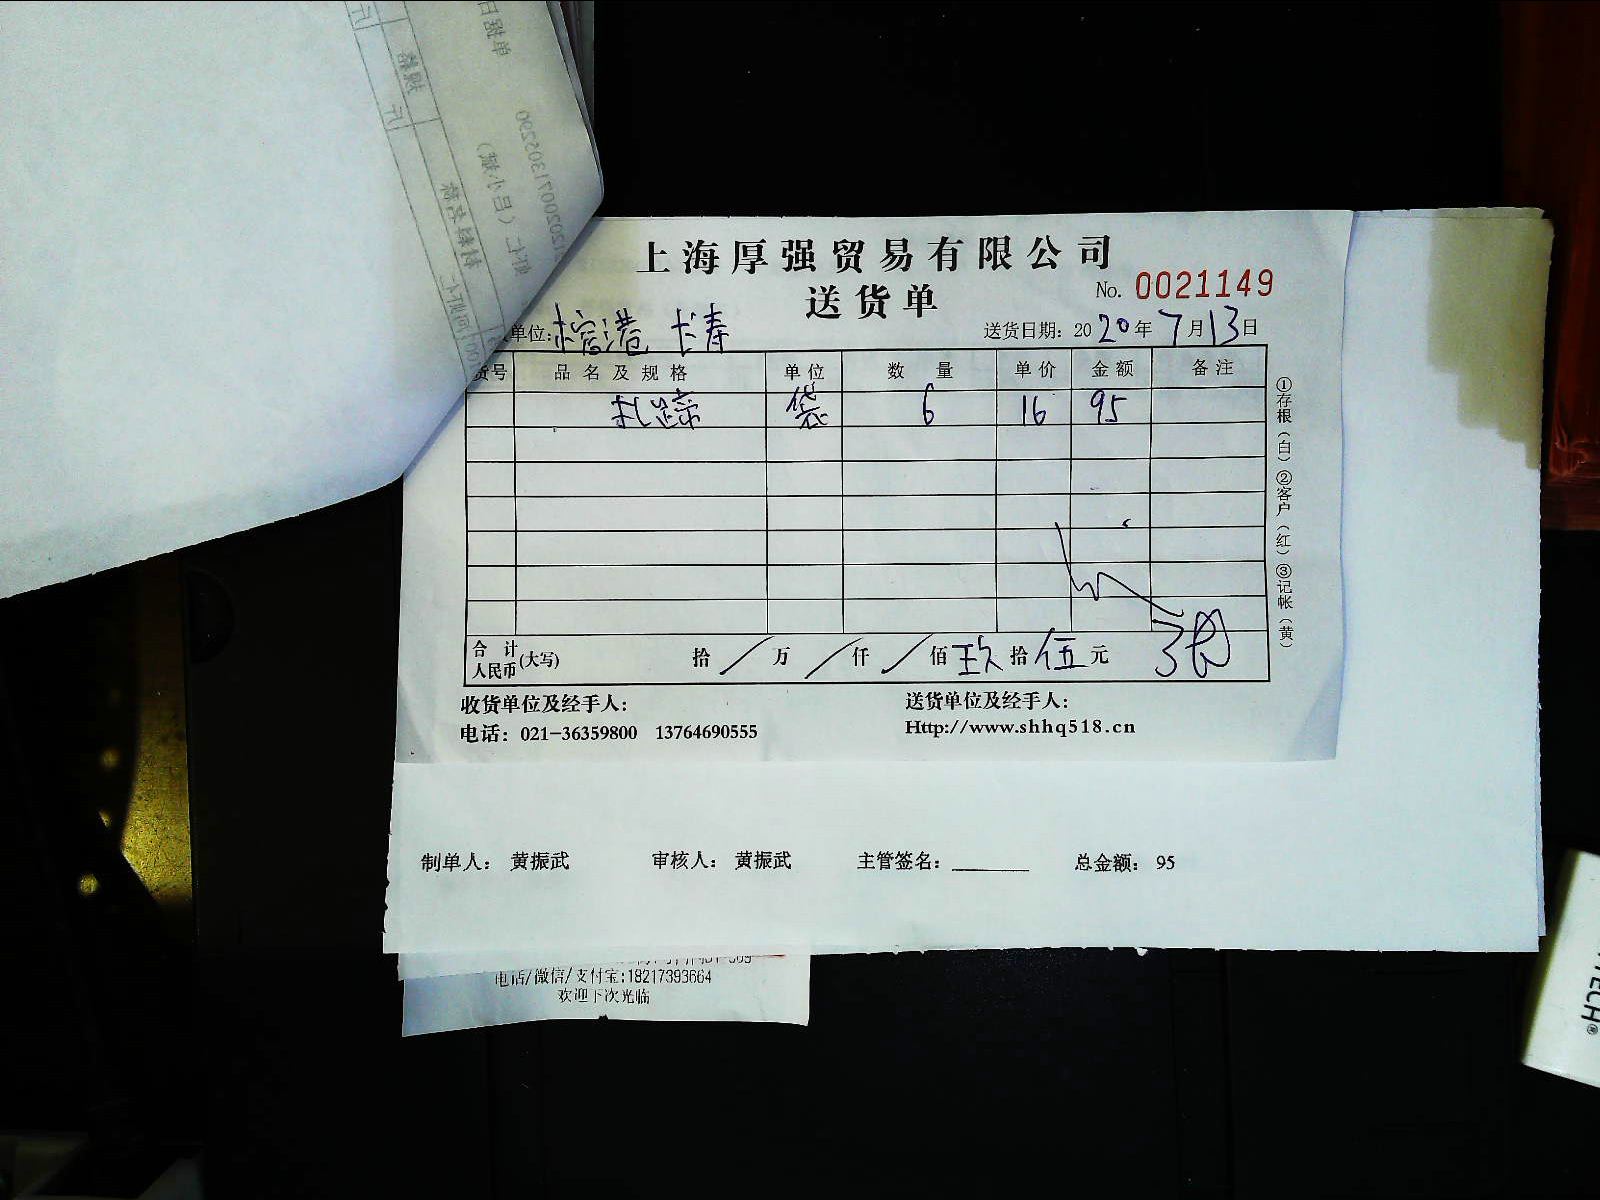 上海厚强贸易有限公司
送货单
No. 0021149
单位: 榕港 长寿
送货日期: 2020年7月13日
货号 品名及规格 单位 数量 单价 金额 备注
扎蹄 袋 6 16 95
①存根(白)②客户(红)③记帐(黄)
合计人民币(大写) 拾 / 万 / 仟 / 佰 玖 拾 伍 元
收货单位及经手人:
送货单位及经手人:
电话: 021-36359800 13764690555
Http://www.shhq518.cn
制单人: 黄振武 审核人: 黄振武 主管签名: 总金额: 95
电话/微信/支付宝:18217393664
欢迎下次光临
TECH®